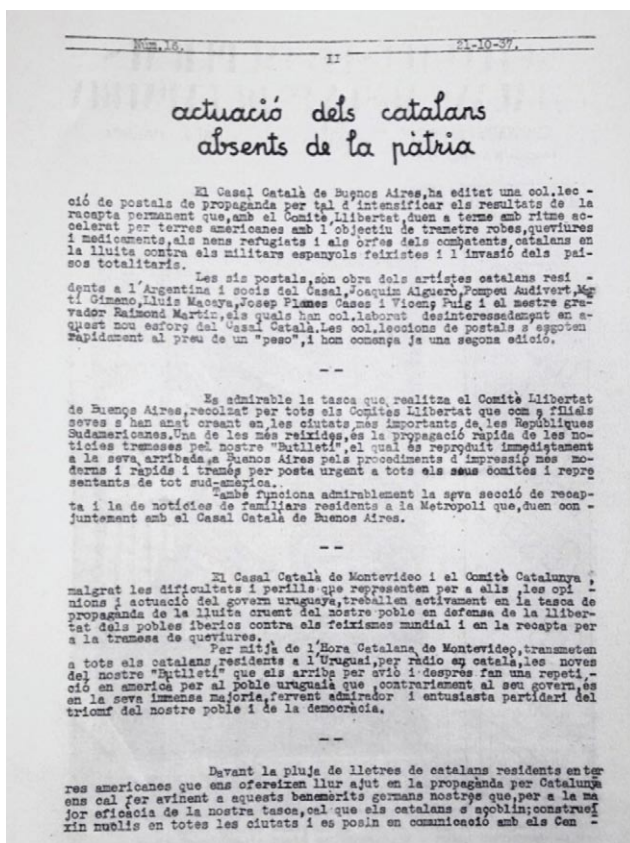 Núm.16. 21-10-37.
II
actuació dels catalans
absents de la pàtria
El Casal Català de Buenos Aires,ha editat una col.lec -
ció de postals de propaganda per tal d'intensificar els resultats de la
racapta permanent que,amb el Comitè Llibertat,duen a terme amb ritme ac-
celerat per terres americanes amb l'objectiu de trametre robes,queviures
i medicaments,als nens refugiats i als orfes dels combatents catalans en
la lluita contra els militars espanyols feixistes i l'invasió dels paí-
sos totalitaris.
Les sis postals,son obra dels artistes catalans resi -
dents a l'Argentina i socis del Casal,Joaquim Alguerò,Pompeu Audivert,Mar
ti Gimeno,Lluis Macaya,Josep Planes Cases i Vicenç Puig i el mestre gra-
vador Raimond Martin,els quals han col.laborat desinteressadament en a-
quest nou esforç del Casal Català.Les col.leccions de postals s'esgoten
rapidament al preu de un "peso",i hom comença ja una segona edició.
--
Es admirable la tasca que realitza el Comitè Llibertat
de Buenos Aires,recolzat per tots els Comitès Llibertat que com a filials
seves s'han anat creant en les ciutats més importants de les Repúbliques
Sudamericanes.Una de les més reixides,és la propagació ràpida de les no-
ticies trameses pel nostre "Butlletí",el qual és reproduit immediatament
a la seva arribada,a Buenos Aires pels procediments d'impressió més mo-
derns i rapids i tramès per posta urgent a tots els seus comites i repre
sentants de tot sud-amèrica.
També funciona admirablement la seva secció de recap-
ta i la de notícies de familiars residents a la Metropoli que,duen con -
juntament amb el Casal Català de Buenos Aires.
--
El Casal Català de Montevideo i el Comitè Catalunya ,
malgrat les dificultats i perills que representen per a ells ,les opi
nions i actuació del govern uruguaya,treballen activament en la tasca de
propaganda de la lluita cruent del nostre poble en defensa de la lliber-
tat dels pobles iberics contra els feixismes mundial i en la recapta per
a la tramesa de queviures.
Per mitjà de l'Hora Catalana de Montevideo,transmeten
a tots els catalans residents a l'Uruguai,per ràdio en català,les noves
del nostre "Butlletí" que els arriba per avió i després fan una repeti -
ció en america per al poble uruguaià que ,contrariament al seu govern,és
en la seva immensa majoria,fervent admirador i entusiasta partidari del
triomf del nostre poble i de la democràcia.
--
Davant la pluja de lletres de catalans residents en ter
res americanes que ens ofereixen llur ajut en la propaganda per Catalunya
ens cal fer avinent a aquests benemèrits germans nostres que,per a la ma
jor eficàcia de la nostra tasca,cal que els catalans s'acoblin;construei
xin nuclis en totes les ciutats i es posin en comunicació amb els Cen -